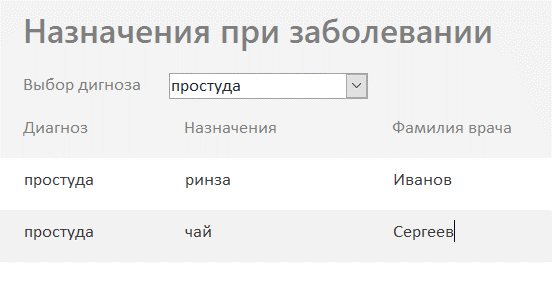 Назначения при заболевании
Выбор дигноза простуда
Диагноз Назначения Фамилия врача
простуда ринза Иванов
простуда чай Сергеев